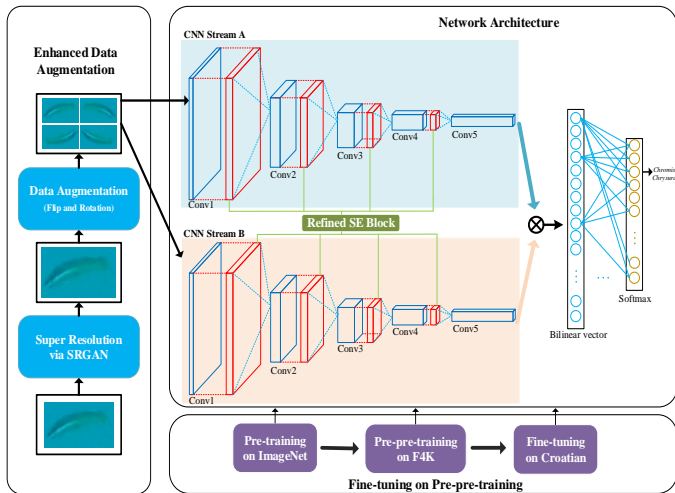 Enhanced Data
Augmentation
Data Augmentation
(Flip and Rotation)
Super Resolution
via SRGAN
Network Architecture
CNN Stream A
Conv1
Conv2
Conv3
Conv4
Conv5
Refined SE Block
CNN Stream B
Conv1
Conv2
Conv3
Conv4
Conv5
Bilinear vector
Softmax
Chromis
Chrysura
Pre-training
on ImageNet
Pre-pre-training
on F4K
Fine-tuning
on Croatian
Fine-tuning on Pre-pre-training